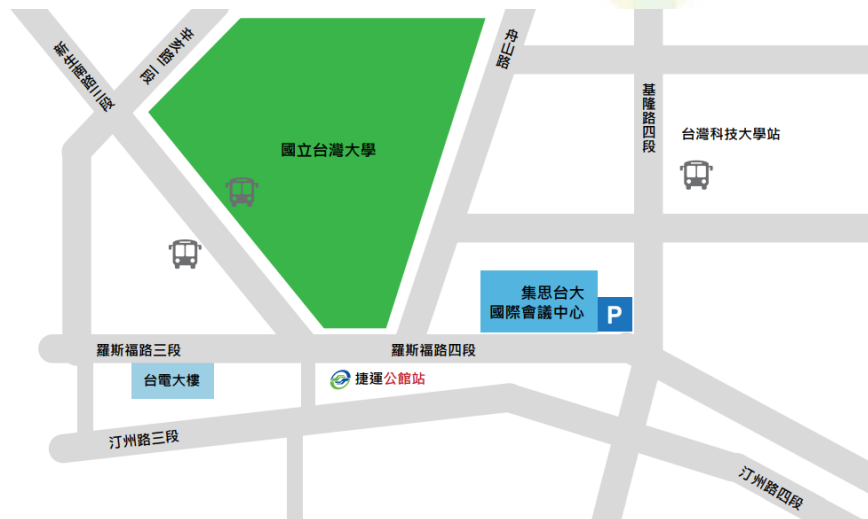 新生南路三段
辛亥路二段
舟山路
基隆路四段
台灣科技大學站
國立台灣大學
集思台大
國際會議中心
P
羅斯福路三段
羅斯福路四段
台電大樓
捷運公館站
汀州路三段
汀州路四段